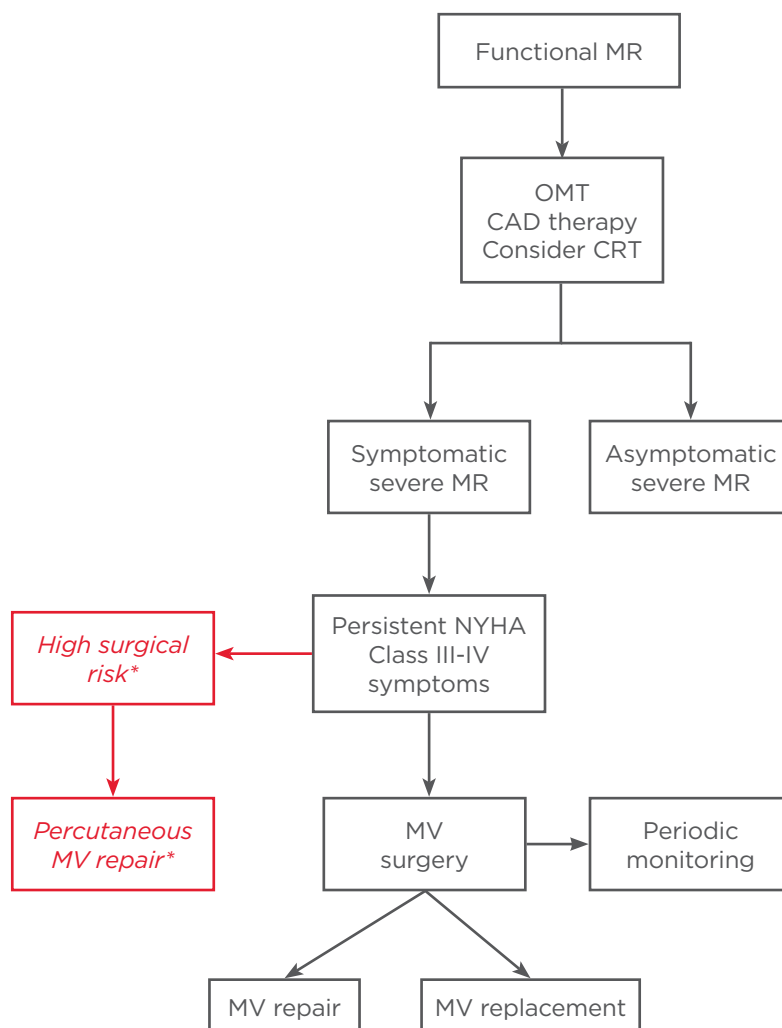 Functional MR
OMT
CAD therapy
Consider CRT
Symptomatic
severe MR
Asymptomatic
severe MR
High surgical
risk*
Persistent NYHA
Class III-IV
symptoms
Percutaneous
MV repair*
MV
surgery
Periodic
monitoring
MV repair
MV replacement